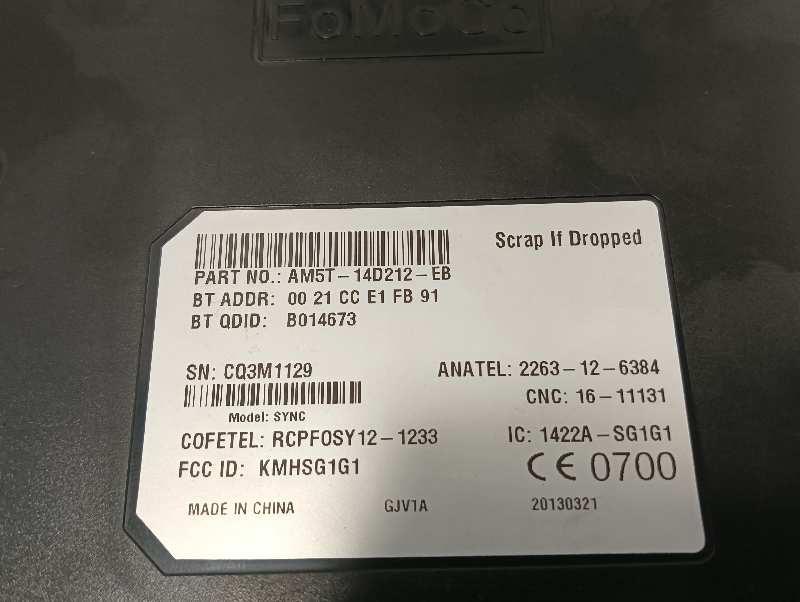 FoMoCo
Scrap If Dropped
PART NO.: AM5T-14D212-EB
BT ADDR: 00 21 CC E1 FB 91
BT QDID: B014673
SN: CQ3M1129
ANATEL: 2263-12-6384
CNC: 16-11131
Model: SYNC
COFETEL: RCPFOSY12-1233
IC: 1422A-SG1G1
FCC ID: KMHSG1G1
CE 0700
MADE IN CHINA
GJV1A
20130321